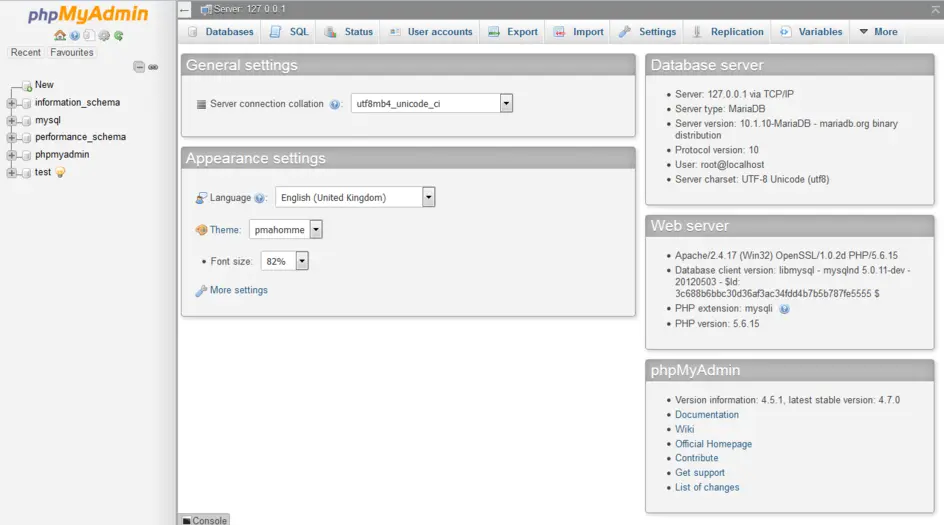 phpMyAdmin
Recent Favourites
New
information_schema
mysql
performance_schema
phpmyadmin
test
Server: 127.0.0.1
Databases SQL Status User accounts Export Import Settings Replication Variables More
General settings
Server connection collation : utf8mb4_unicode_ci
Appearance settings
Language : English (United Kingdom)
Theme: pmahomme
• Font size: 82%
More settings
Database server
• Server: 127.0.0.1 via TCP/IP
• Server type: MariaDB
• Server version: 10.1.10-MariaDB - mariadb.org binary
distribution
• Protocol version: 10
• User: root@localhost
• Server charset: UTF-8 Unicode (utf8)
Web server
• Apache/2.4.17 (Win32) OpenSSL/1.0.2d PHP/5.6.15
• Database client version: libmysql - mysqlnd 5.0.11-dev -
20120503 - $Id:
3c688b6bbc30d36af3ac34fdd4b7b5b787fe5555 $
• PHP extension: mysqli
• PHP version: 5.6.15
phpMyAdmin
• Version information: 4.5.1, latest stable version: 4.7.0
• Documentation
• Wiki
• Official Homepage
• Contribute
• Get support
• List of changes
Console